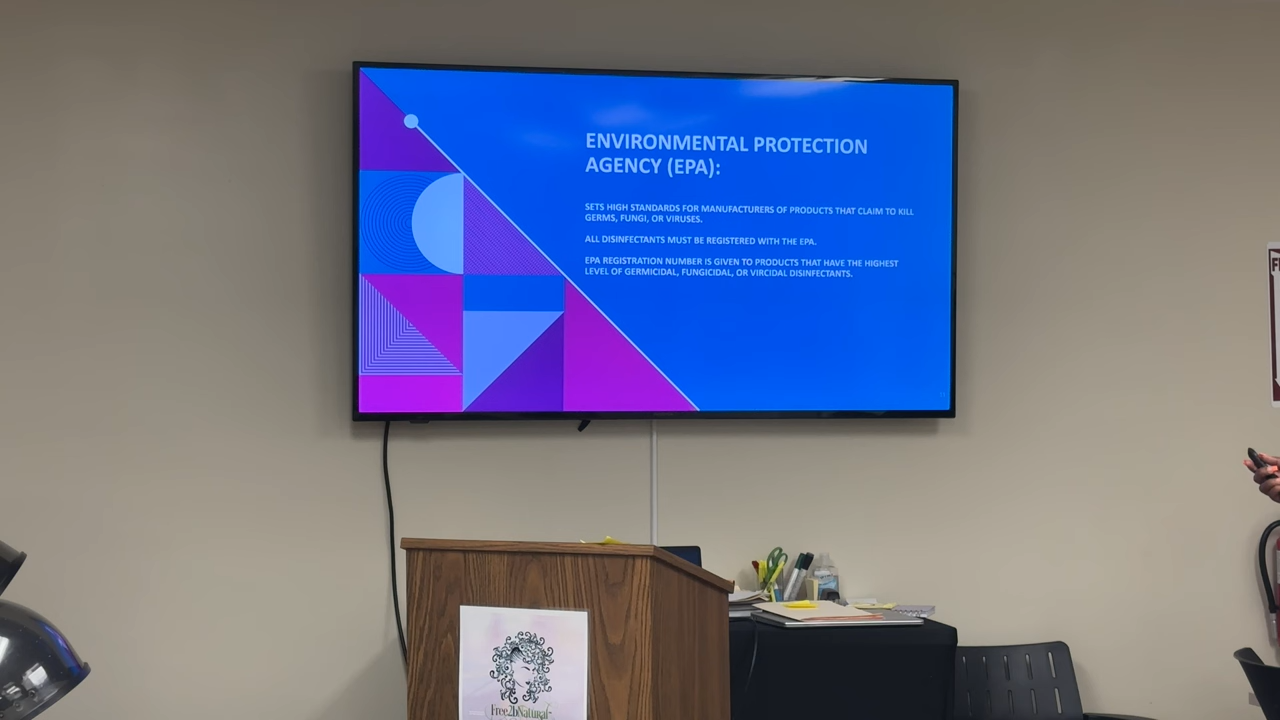 ENVIRONMENTAL PROTECTION
AGENCY (EPA):
SETS HIGH STANDARDS FOR MANUFACTURERS OF PRODUCTS THAT CLAIM TO KILL
GERMS, FUNGI, OR VIRUSES.
ALL DISINFECTANTS MUST BE REGISTERED WITH THE EPA.
EPA REGISTRATION NUMBER IS GIVEN TO PRODUCTS THAT HAVE THE HIGHEST
LEVEL OF GERMICIDAL, FUNGICIDAL, OR VIRCIDAL DISINFECTANTS.
Free2bNatural